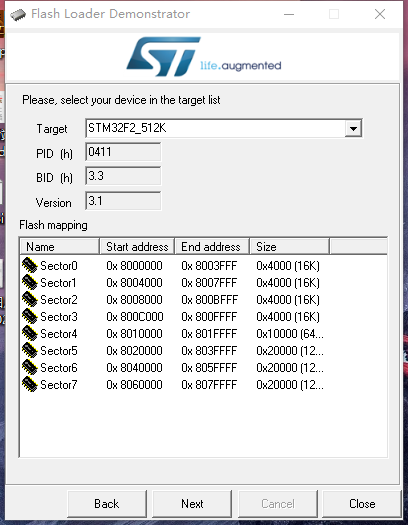 Flash Loader Demonstrator
ST
life.augmented
Please, select your device in the target list
Target STM32F2_512K
PID (h) 0411
BID (h) 3.3
Version 3.1
Flash mapping
Name Start address End address Size
Sector0 0x 8000000 0x 8003FFF 0x4000 (16K)
Sector1 0x 8004000 0x 8007FFF 0x4000 (16K)
Sector2 0x 8008000 0x 800BFFF 0x4000 (16K)
Sector3 0x 800C000 0x 800FFFF 0x4000 (16K)
Sector4 0x 8010000 0x 801FFFF 0x10000 (64...
Sector5 0x 8020000 0x 803FFFF 0x20000 (12...
Sector6 0x 8040000 0x 805FFFF 0x20000 (12...
Sector7 0x 8060000 0x 807FFFF 0x20000 (12...
Back Next Cancel Close